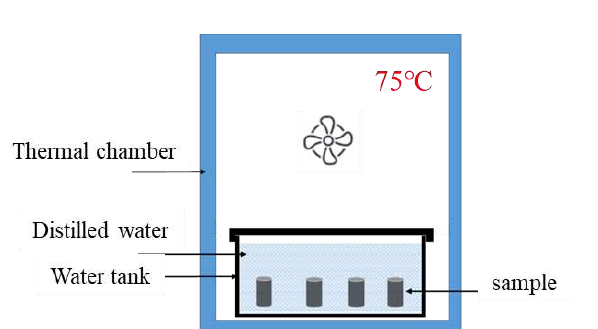 75℃
Thermal chamber
Distilled water
Water tank
sample